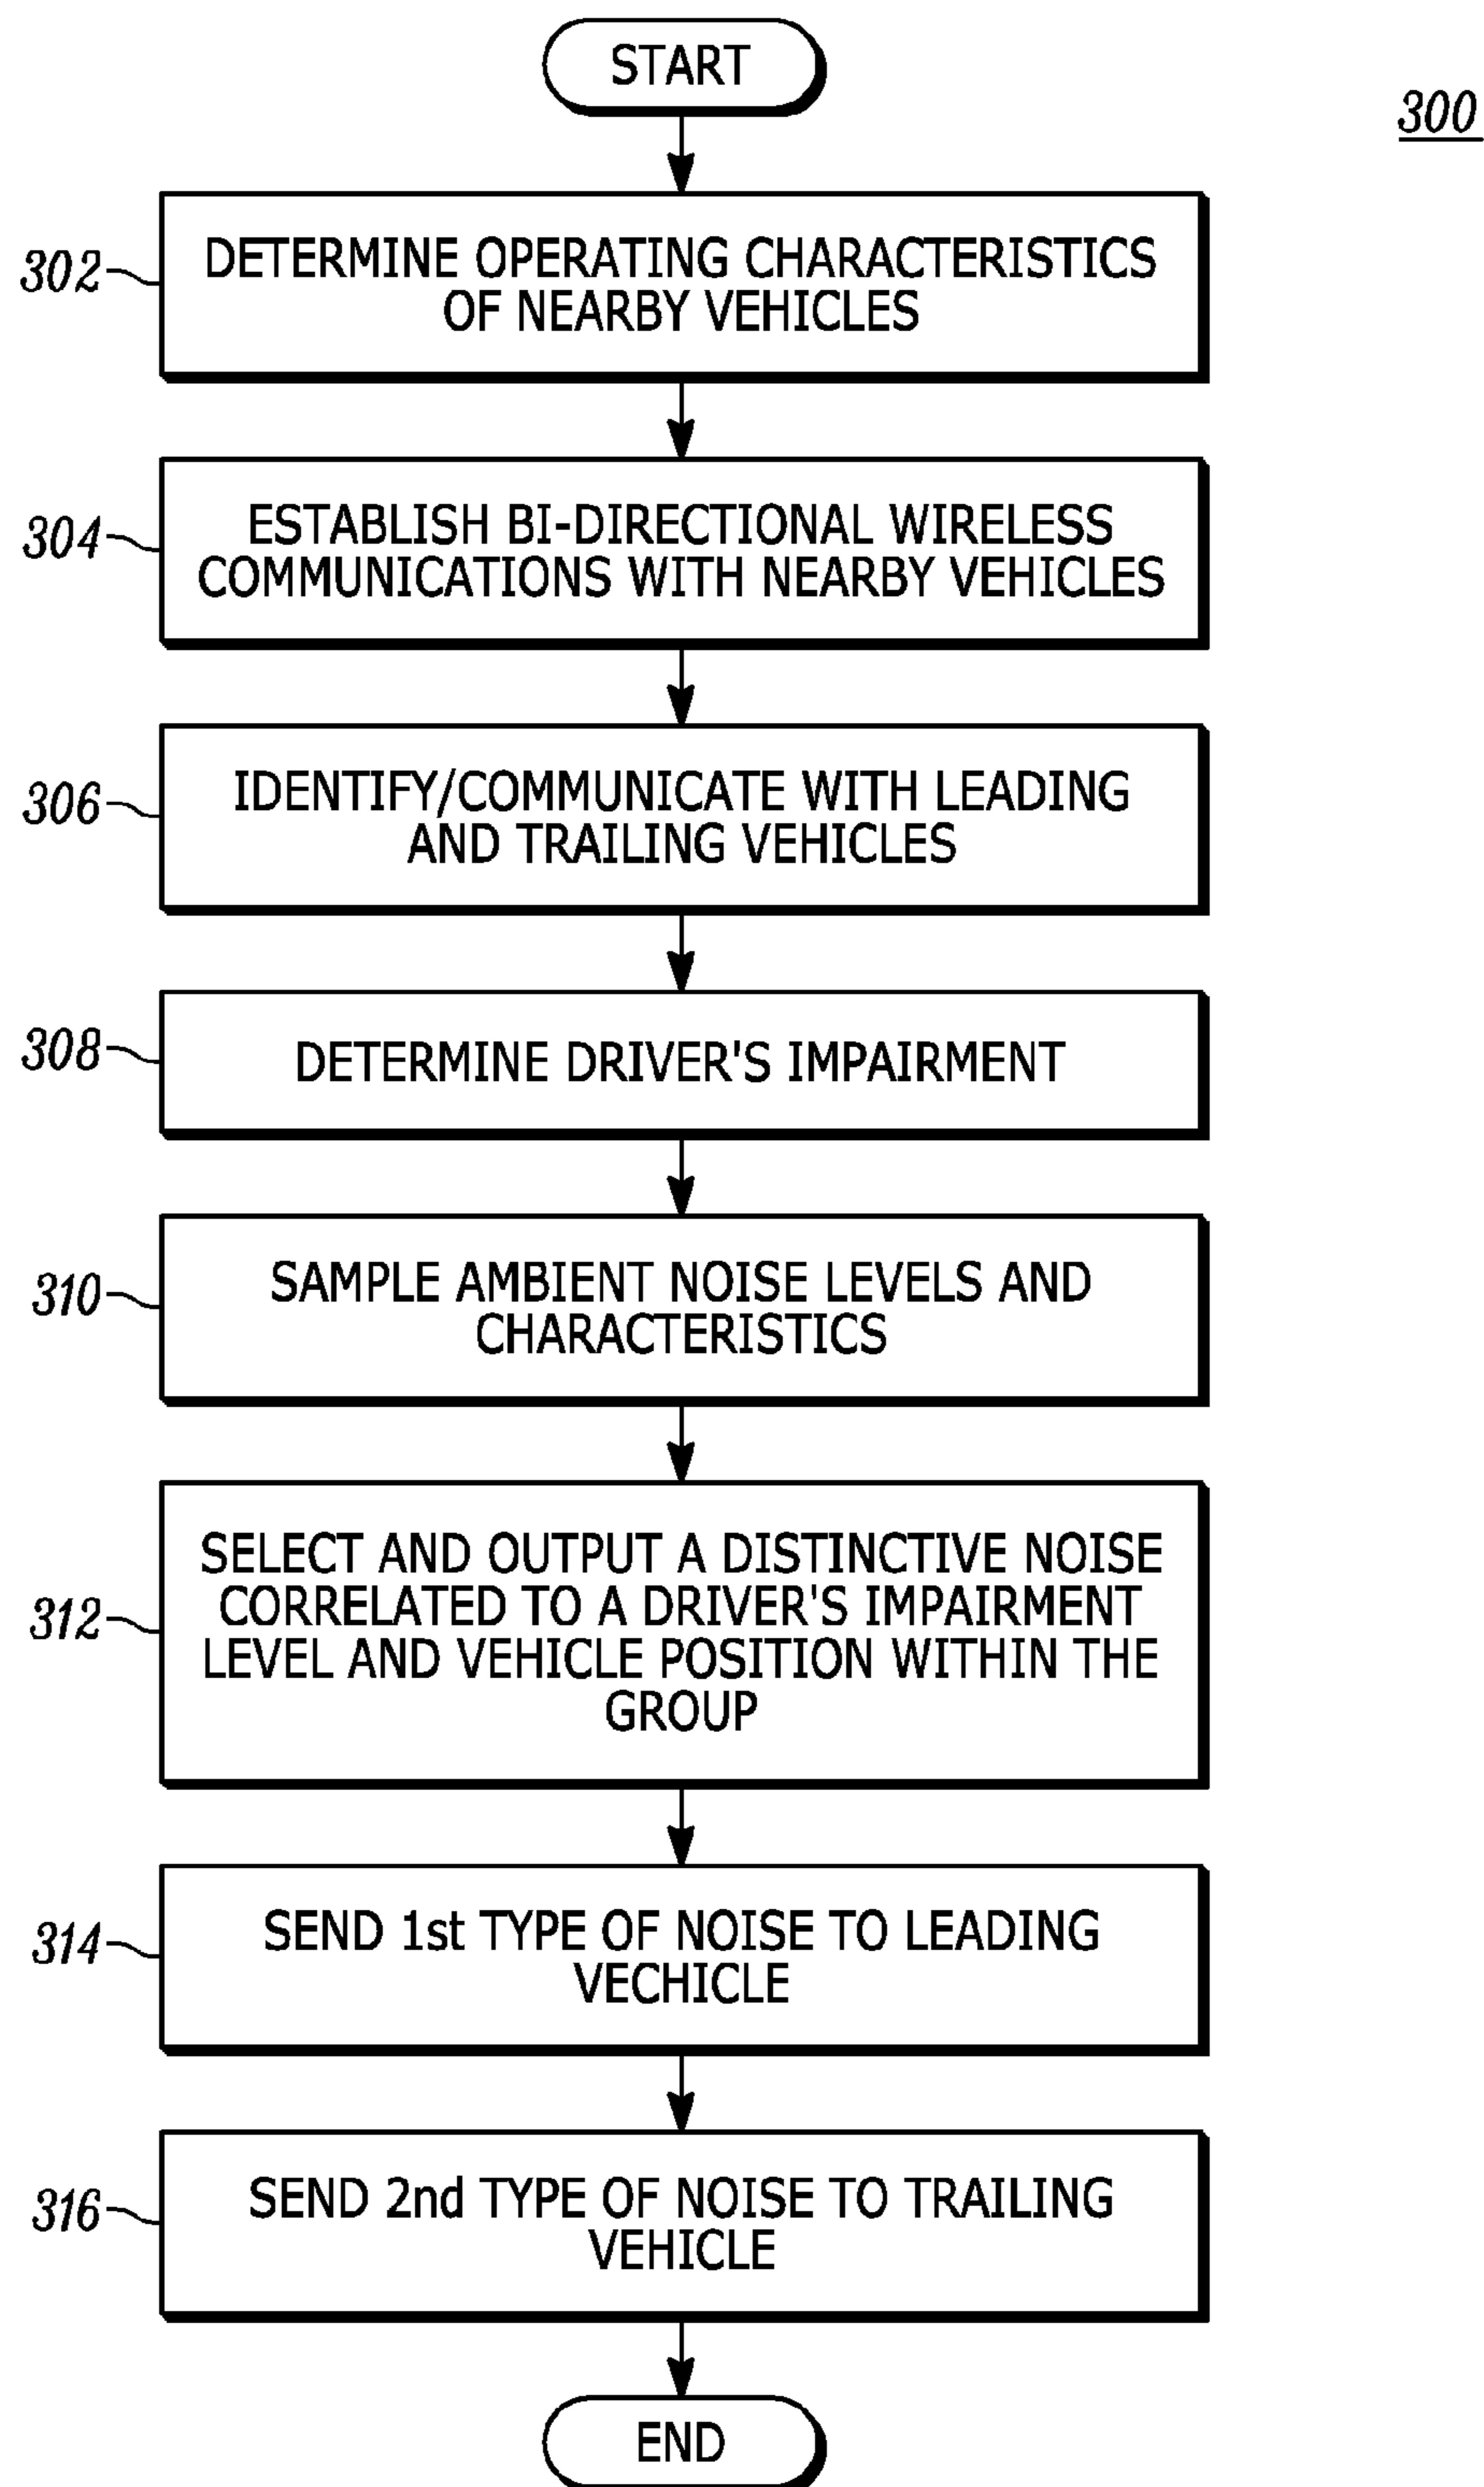 START
300
302
DETERMINE OPERATING CHARACTERISTICS
OF NEARBY VEHICLES
304
ESTABLISH BI-DIRECTIONAL WIRELESS
COMMUNICATIONS WITH NEARBY VEHICLES
306
IDENTIFY/COMMUNICATE WITH LEADING
AND TRAILING VEHICLES
308
DETERMINE DRIVER'S IMPAIRMENT
310
SAMPLE AMBIENT NOISE LEVELS AND
CHARACTERISTICS
312
SELECT AND OUTPUT A DISTINCTIVE NOISE
CORRELATED TO A DRIVER'S IMPAIRMENT
LEVEL AND VEHICLE POSITION WITHIN THE
GROUP
314
SEND 1st TYPE OF NOISE TO LEADING
VECHICLE
316
SEND 2nd TYPE OF NOISE TO TRAILING
VEHICLE
END